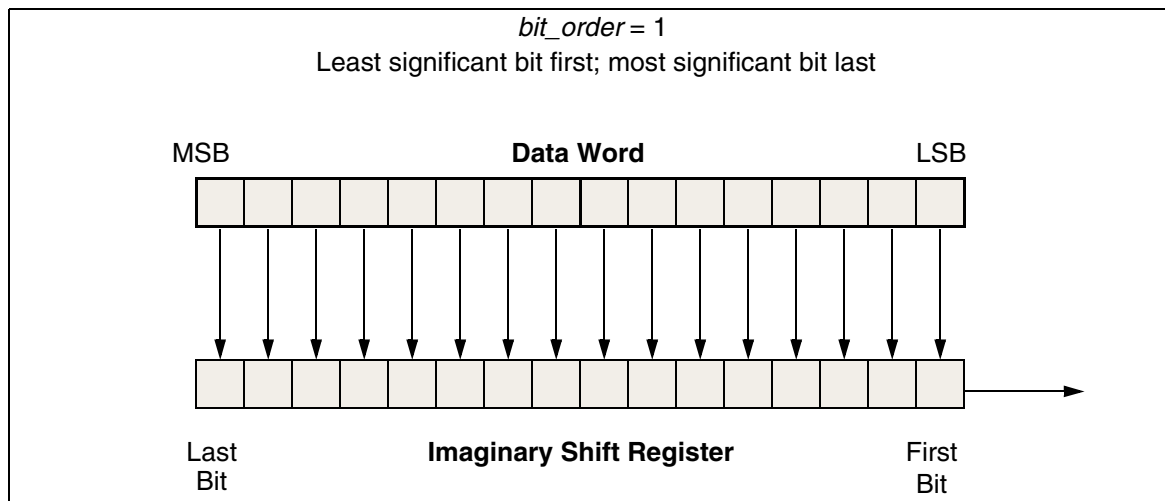 bit_order = 1
Least significant bit first; most significant bit last
MSB Data Word LSB
Last Imaginary Shift Register First
Bit Bit